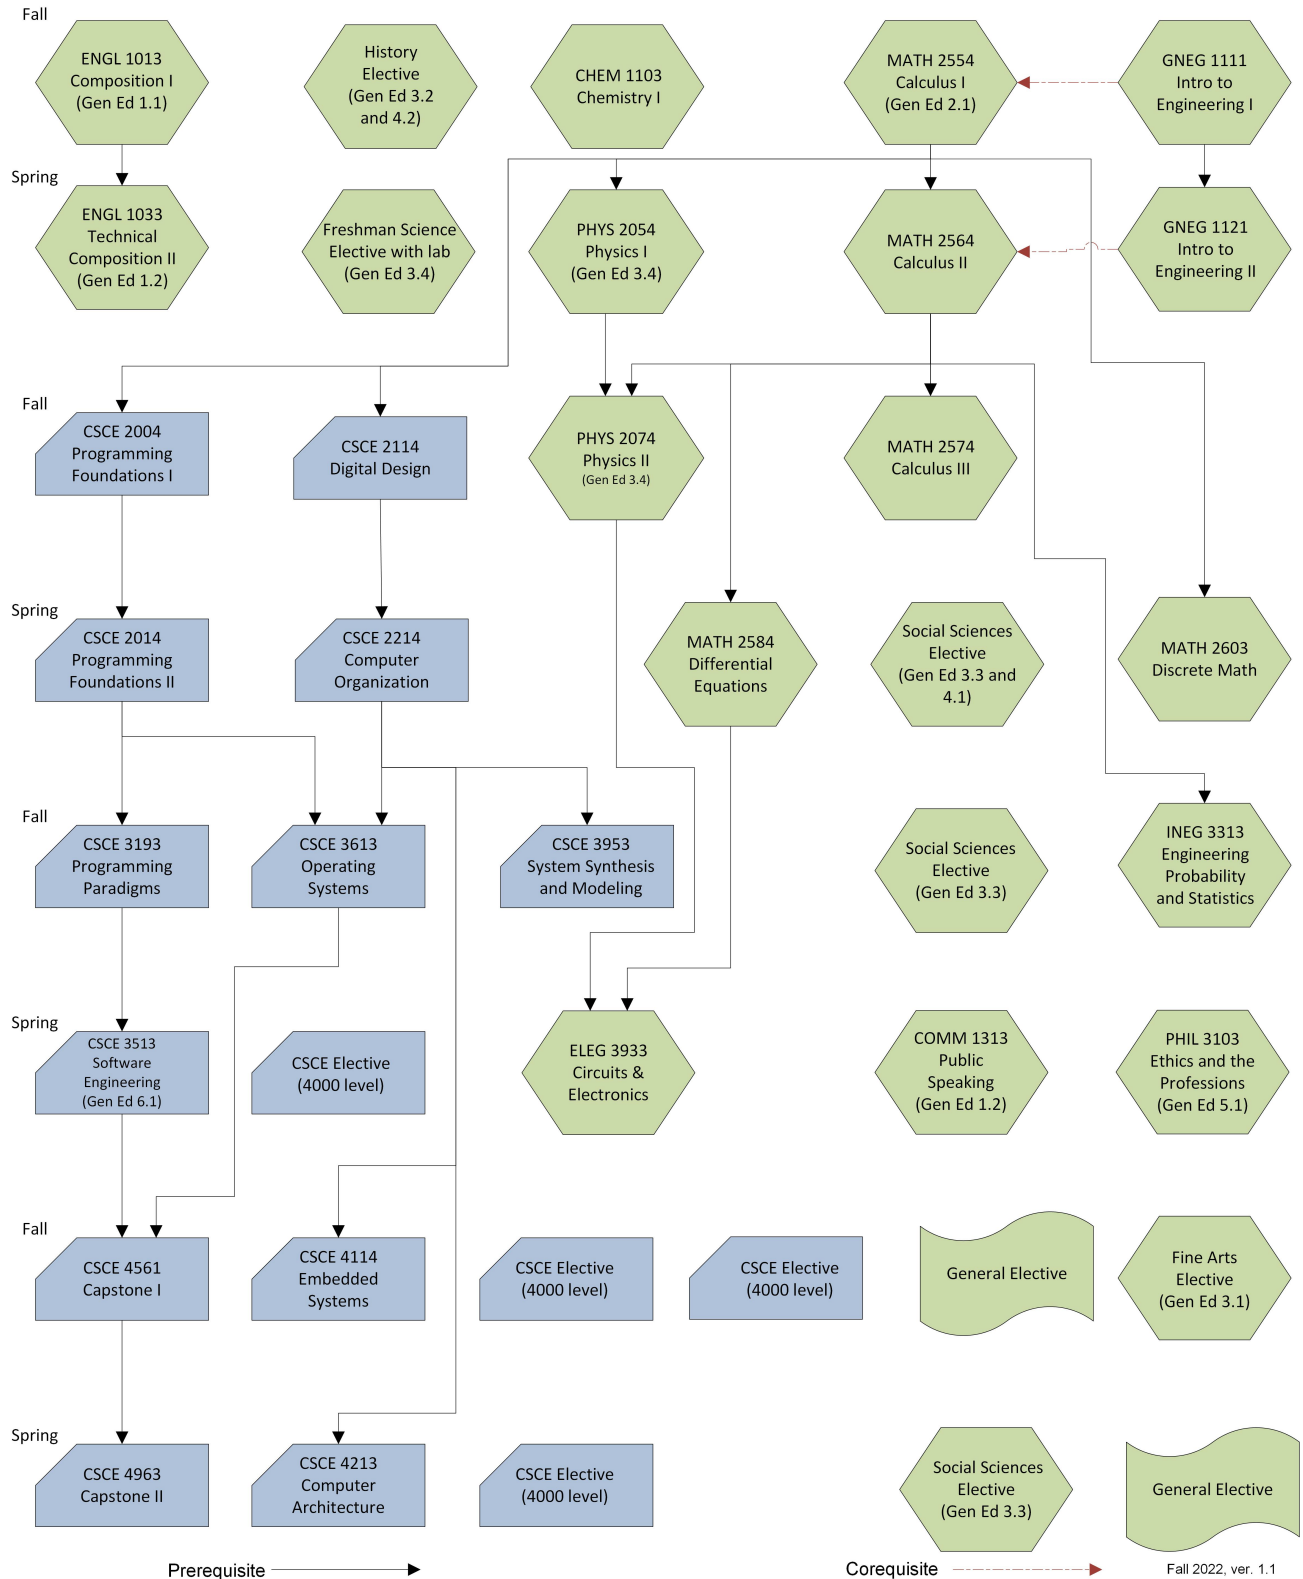 Fall
ENGL 1013
Composition I
(Gen Ed 1.1)
History
Elective
(Gen Ed 3.2
and 4.2)
CHEM 1103
Chemistry I
MATH 2554
Calculus I
(Gen Ed 2.1)
GNEG 1111
Intro to
Engineering I
Spring
ENGL 1033
Technical
Composition II
(Gen Ed 1.2)
Freshman Science
Elective with lab
(Gen Ed 3.4)
PHYS 2054
Physics I
(Gen Ed 3.4)
MATH 2564
Calculus II
GNEG 1121
Intro to
Engineering II
Fall
CSCE 2004
Programming
Foundations I
CSCE 2114
Digital Design
PHYS 2074
Physics II
(Gen Ed 3.4)
MATH 2574
Calculus III
Spring
CSCE 2014
Programming
Foundations II
CSCE 2214
Computer
Organization
MATH 2584
Differential
Equations
Social Sciences
Elective
(Gen Ed 3.3 and
4.1)
MATH 2603
Discrete Math
Fall
CSCE 3193
Programming
Paradigms
CSCE 3613
Operating
Systems
CSCE 3953
System Synthesis
and Modeling
Social Sciences
Elective
(Gen Ed 3.3)
INEG 3313
Engineering
Probability
and Statistics
Spring
CSCE 3513
Software
Engineering
(Gen Ed 6.1)
CSCE Elective
(4000 level)
ELEG 3933
Circuits &
Electronics
COMM 1313
Public
Speaking
(Gen Ed 1.2)
PHIL 3103
Ethics and the
Professions
(Gen Ed 5.1)
Fall
CSCE 4561
Capstone I
CSCE 4114
Embedded
Systems
CSCE Elective
(4000 level)
CSCE Elective
(4000 level)
General Elective
Fine Arts
Elective
(Gen Ed 3.1)
Spring
CSCE 4963
Capstone II
CSCE 4213
Computer
Architecture
CSCE Elective
(4000 level)
Social Sciences
Elective
(Gen Ed 3.3)
General Elective
Prerequisite
Corequisite
Fall 2022, ver. 1.1